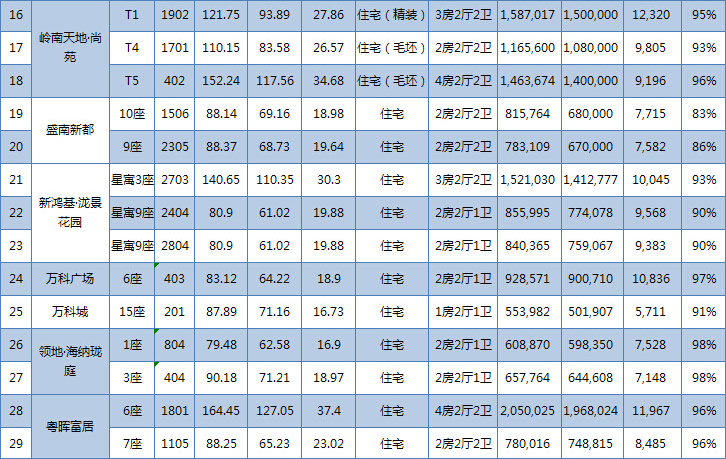 16 岭南天地·尚苑 T1 1902 121.75 93.89 27.86 住宅（精装） 3房2厅2卫 1,587,017 1,500,000 12,320 95%
17 T4 1701 110.15 83.58 26.57 住宅（毛坯） 2房2厅2卫 1,165,600 1,080,000 9,805 93%
18 T5 402 152.24 117.56 34.68 住宅（毛坯） 4房2厅2卫 1,463,674 1,400,000 9,196 96%
19 盛南新都 10座 1506 88.14 69.16 18.98 住宅 2房2厅2卫 815,764 680,000 7,715 83%
20 9座 2305 88.37 68.73 19.64 住宅 2房2厅2卫 783,109 670,000 7,582 86%
21 新鸿基·泷景花园 星寓3座 2703 140.65 110.35 30.3 住宅 3房2厅2卫 1,521,030 1,412,777 10,045 93%
22 星寓9座 2404 80.9 61.02 19.88 住宅 2房2厅1卫 855,995 774,078 9,568 90%
23 星寓9座 2804 80.9 61.02 19.88 住宅 2房2厅1卫 840,365 759,067 9,383 90%
24 万科广场 6座 403 83.12 64.22 18.9 住宅 2房2厅1卫 928,571 900,710 10,836 97%
25 万科城 15座 201 87.89 71.16 16.73 住宅 1房2厅1卫 553,982 501,907 5,711 91%
26 领地·海纳珑庭 1座 804 79.48 62.58 16.9 住宅 2房2厅1卫 608,870 598,350 7,528 98%
27 3座 404 90.18 71.21 18.97 住宅 2房2厅1卫 657,764 644,608 7,148 98%
28 粤晖富居 6座 1801 164.45 127.05 37.4 住宅 4房2厅2卫 2,050,025 1,968,024 11,967 96%
29 7座 1105 88.25 65.23 23.02 住宅 2房2厅1卫 780,016 748,815 8,485 96%